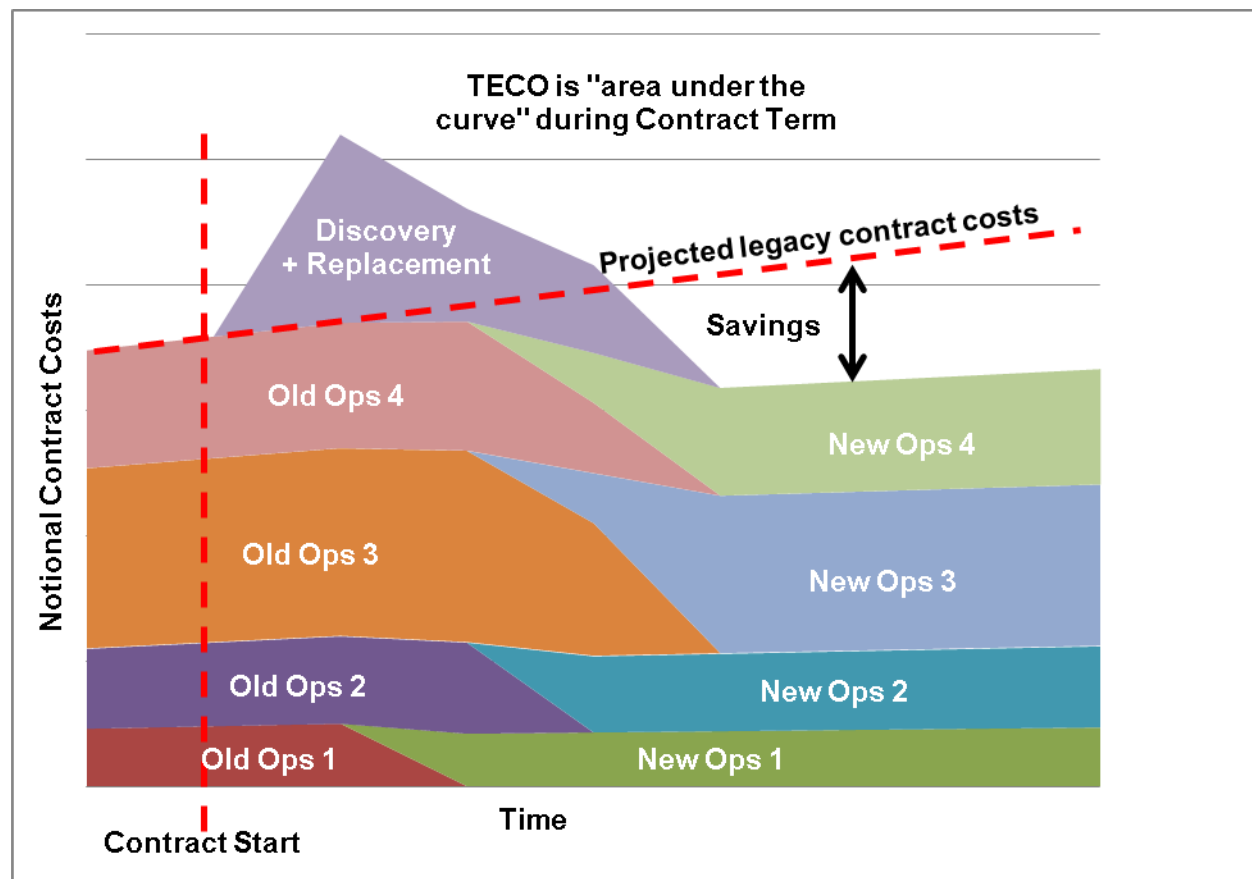 TECO is "area under the
curve" during Contract Term
Discovery
+ Replacement
Projected legacy contract costs
Savings
Old Ops 4
New Ops 4
Old Ops 3
New Ops 3
Old Ops 2
New Ops 2
Old Ops 1
New Ops 1
Notional Contract Costs
Time
Contract Start